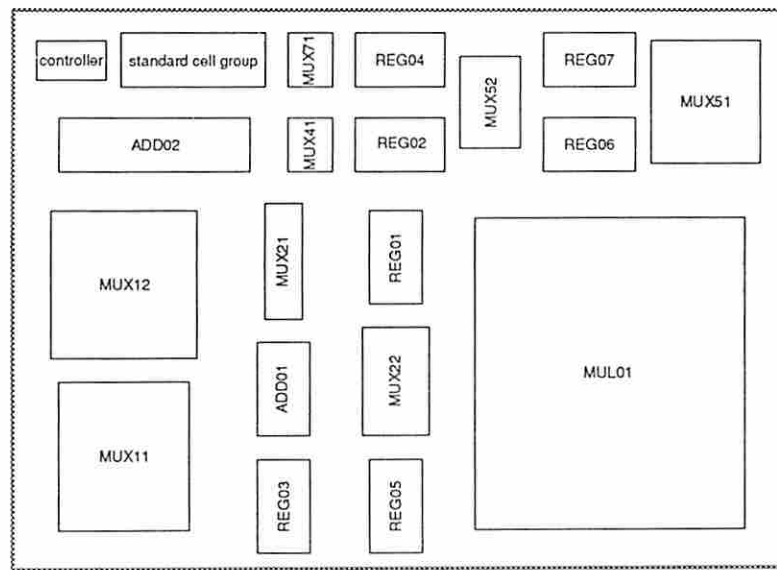 controller
standard cell group
MUX71
REG04
MUX52
REG07
MUX51
ADD02
MUX41
REG02
REG06
MUX12
MUX21
REG01
MUL01
ADD01
MUX22
MUX11
REG03
REG05